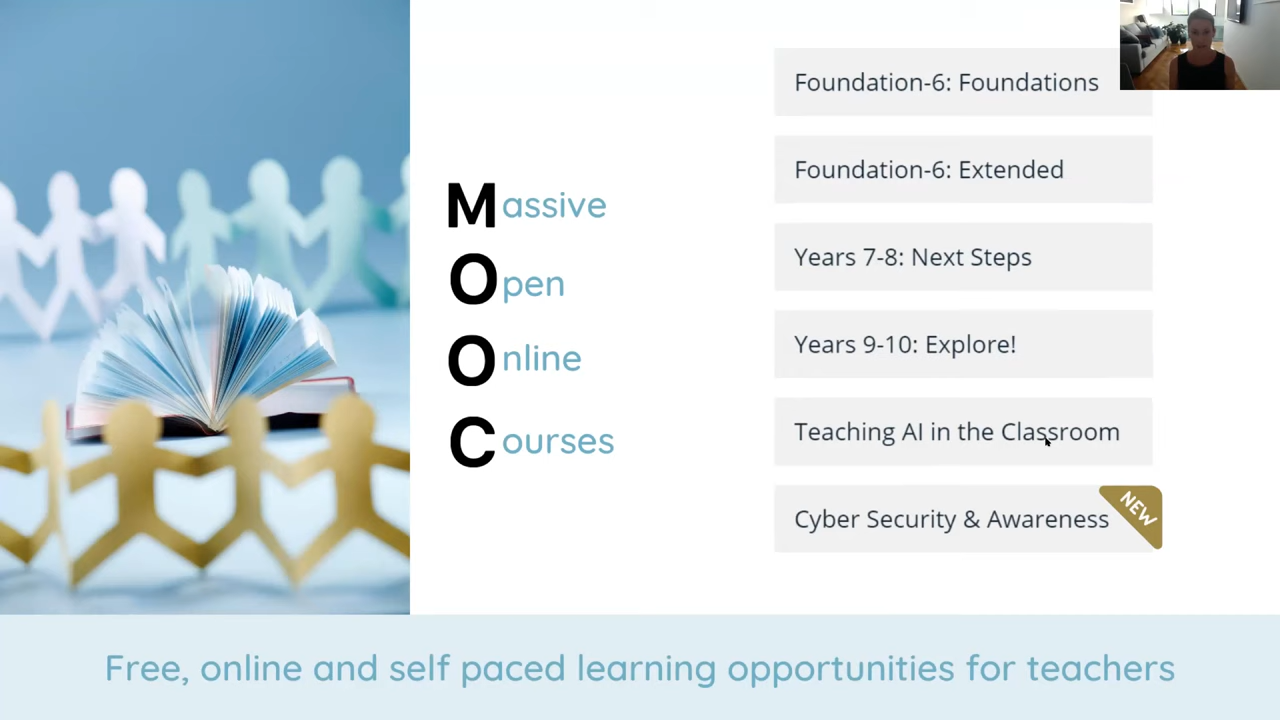 Massive
Open
Online
Courses
Foundation-6: Foundations
Foundation-6: Extended
Years 7-8: Next Steps
Years 9-10: Explore!
Teaching AI in the Classroom
Cyber Security & Awareness
NEW
Free, online and self paced learning opportunities for teachers